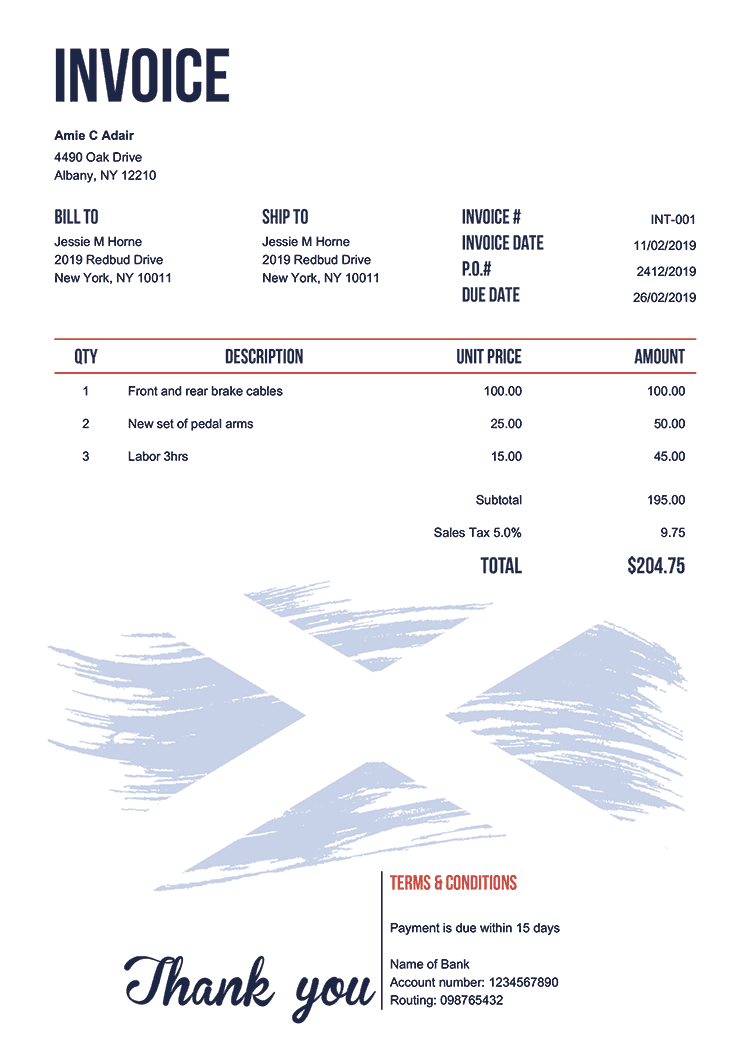 INVOICE
Amie C Adair
4490 Oak Drive
Albany, NY 12210
BILL TO
Jessie M Horne
2019 Redbud Drive
New York, NY 10011
SHIP TO
Jessie M Horne
2019 Redbud Drive
New York, NY 10011
INVOICE # INT-001
INVOICE DATE 11/02/2019
P.O.# 2412/2019
DUE DATE 26/02/2019
QTY DESCRIPTION UNIT PRICE AMOUNT
1 Front and rear brake cables 100.00 100.00
2 New set of pedal arms 25.00 50.00
3 Labor 3hrs 15.00 45.00
Subtotal 195.00
Sales Tax 5.0% 9.75
TOTAL $204.75
Thank you
TERMS & CONDITIONS
Payment is due within 15 days
Name of Bank
Account number: 1234567890
Routing: 098765432